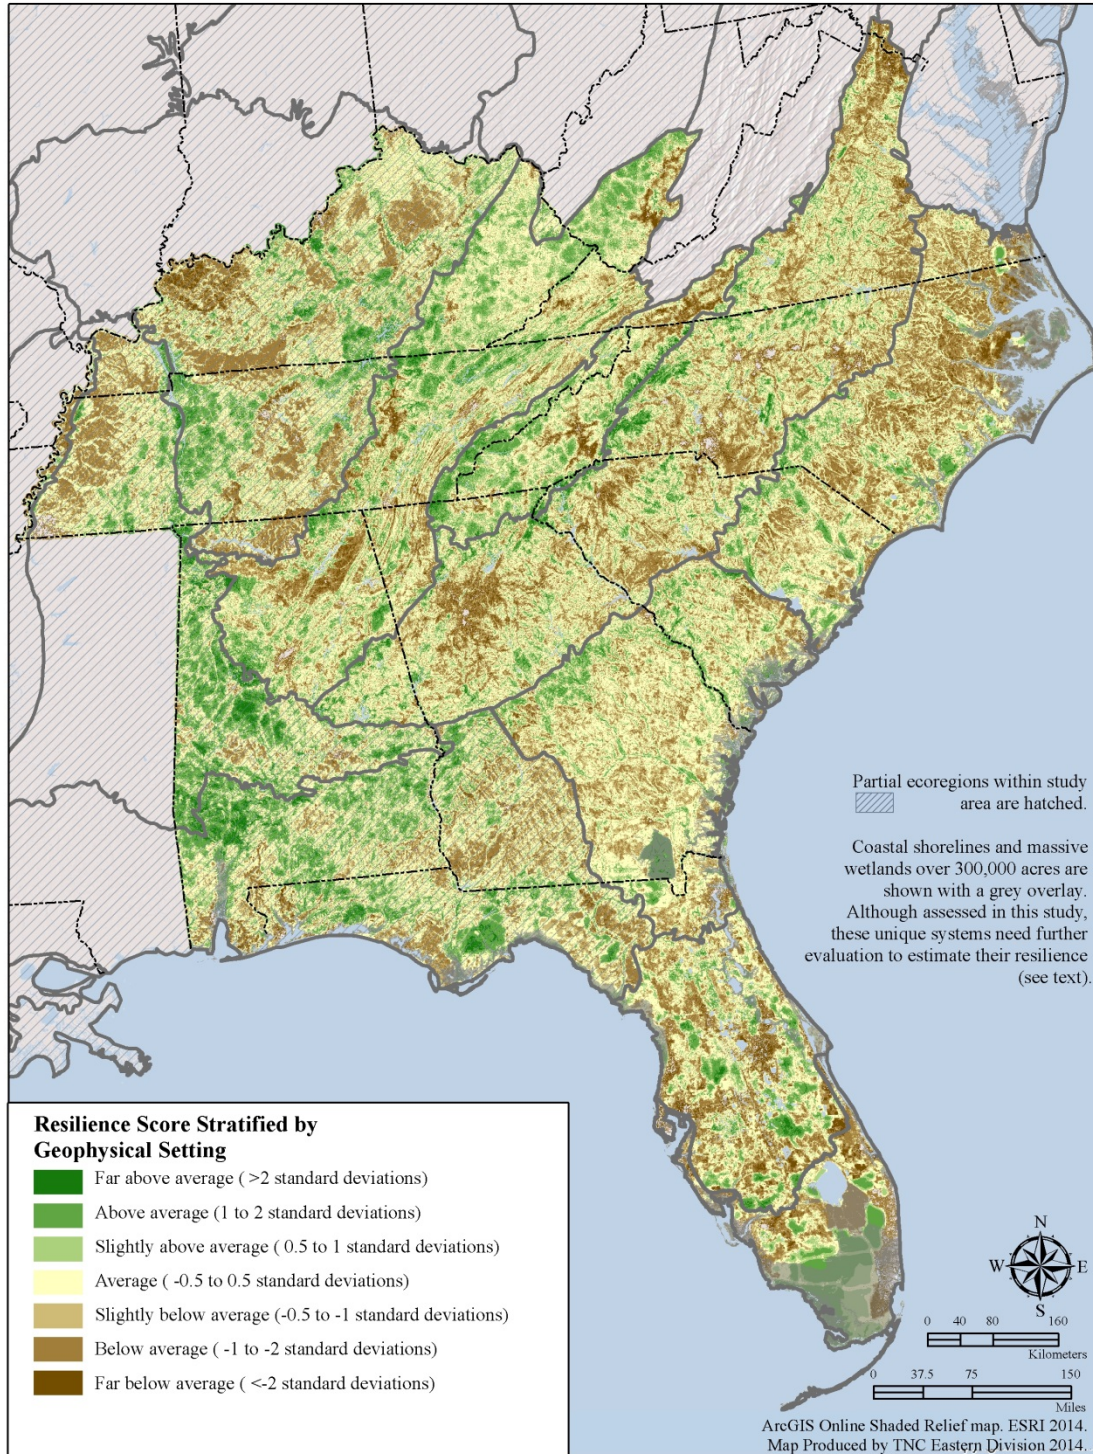 Partial ecoregions within study
area are hatched.
Coastal shorelines and massive
wetlands over 300,000 acres are
shown with a grey overlay.
Although assessed in this study,
these unique systems need further
evaluation to estimate their resilience
(see text).
Resilience Score Stratified by
Geophysical Setting
Far above average ( >2 standard deviations)
Above average (1 to 2 standard deviations)
Slightly above average ( 0.5 to 1 standard deviations)
Average ( -0.5 to 0.5 standard deviations)
Slightly below average (-0.5 to -1 standard deviations)
Below average ( -1 to -2 standard deviations)
Far below average ( <-2 standard deviations)
N
W E
S
0 40 80 160
Kilometers
0 37.5 75 150
Miles
ArcGIS Online Shaded Relief map. ESRI 2014.
Map Produced by TNC Eastern Division 2014.